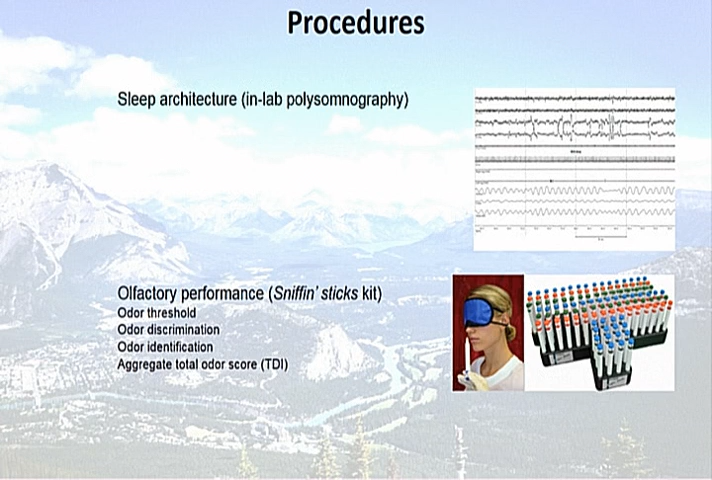 Procedures
Sleep architecture (in-lab polysomnography)
Olfactory performance (Sniffin' sticks kit)
Odor threshold
Odor discrimination
Odor identification
Aggregate total odor score (TDI)